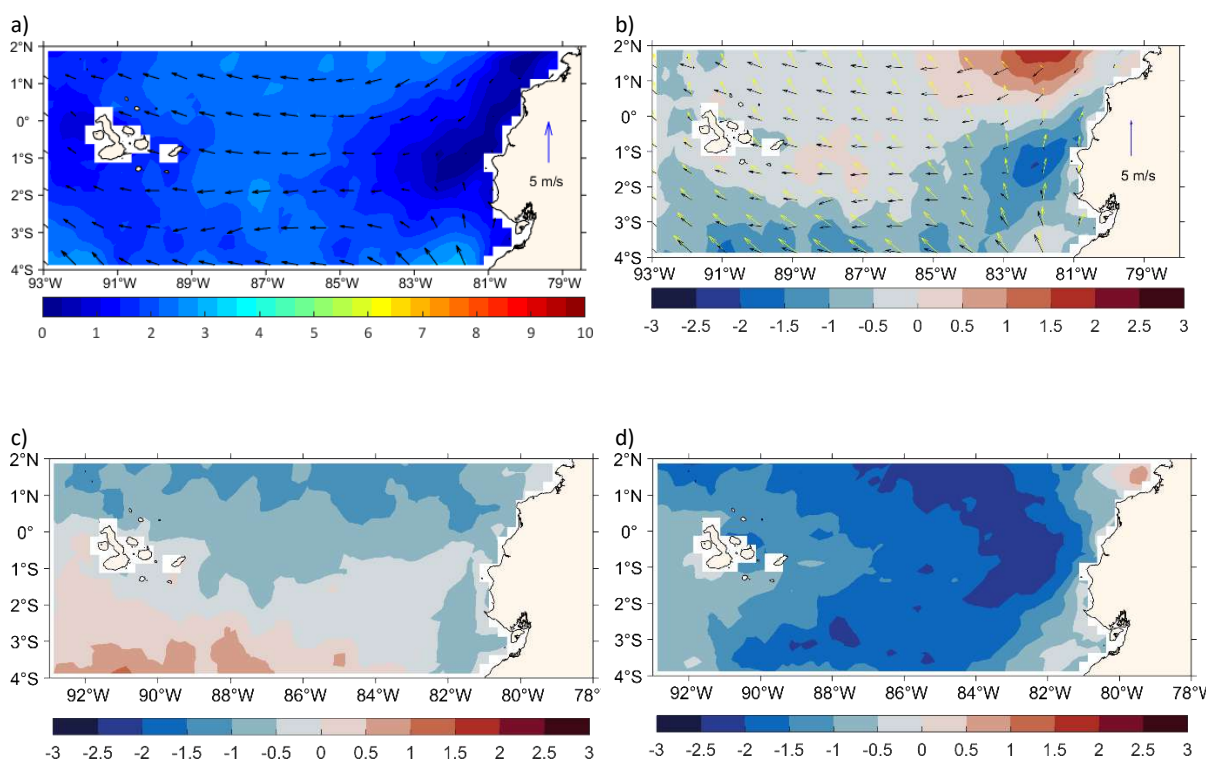 a)
2°N
1°
0°
-1°S
2°S
3°S
4°S
93°W 91°W 89°W 87°W 85°W 83°W 81°W 79°W
5 m/s
0 1 2 3 4 5 6 7 8 9 10
b)
2°N
1°
0°
-1°S
2°S
3°S
4°S
93°W 91°W 89°W 87°W 85°W 83°W 81°W 79°W
5 m/s
-3 -2.5 -2 -1.5 -1 -0.5 0 0.5 1 1.5 2 2.5 3
c)
2°N
1°
0°
1°S
2°S
3°S
4°S
92°W 90°W 88°W 86°W 84°W 82°W 80°W 78°
-3 -2.5 -2 -1.5 -1 -0.5 0 0.5 1 1.5 2 2.5 3
d)
2°N
1°
0°
1°S
2°S
3°S
4°S
92°W 90°W 88°W 86°W 84°W 82°W 80°W 78°W
-3 -2.5 -2 -1.5 -1 -0.5 0 0.5 1 1.5 2 2.5 3